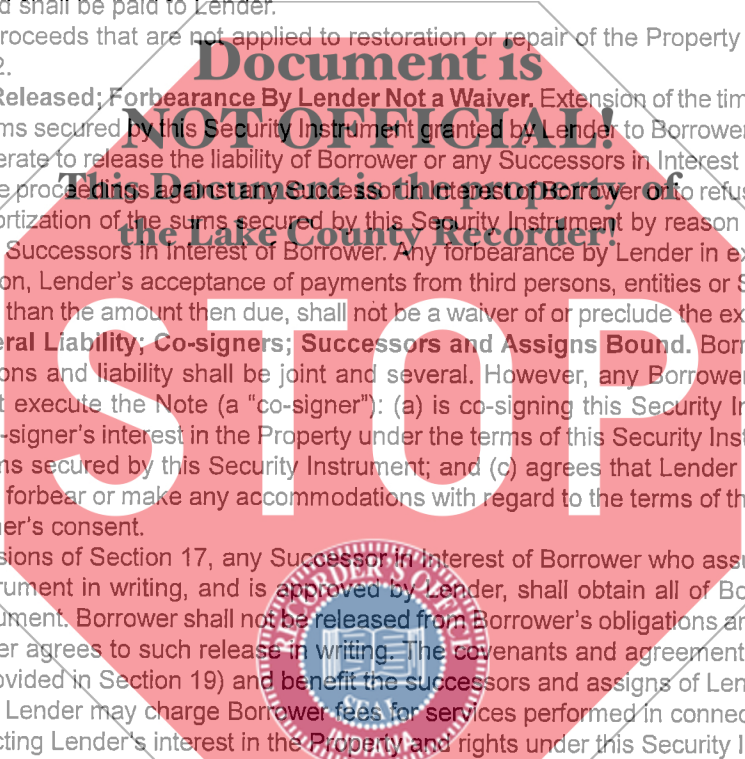 d shall be paid to Lender.
roceeds that are not applied to restoration or repair of the Property
2.
Document is
Released; Forbearance By Lender Not a Waiver. Extension of the tim
ms secured by this Security Instrument granted by Lender to Borrower
NOT OFFICIAL!
erate to release the liability of Borrower or any Successors in Interest
e proceedings against any Successor in Interest of Borrower or to refus
This Document is the property of
ortization of the sums secured by this Security Instrument by reason
the Lake County Recorder!
Successors in Interest of Borrower. Any forbearance by Lender in ex
on, Lender's acceptance of payments from third persons, entities or S
than the amount then due, shall not be a waiver of or preclude the ex
eral Liability; Co-signers; Successors and Assigns Bound. Borr
ons and liability shall be joint and several. However, any Borrower
t execute the Note (a “co-signer”): (a) is co-signing this Security In
STOP
-signer's interest in the Property under the terms of this Security Inst
ms secured by this Security Instrument; and (c) agrees that Lender
forbear or make any accommodations with regard to the terms of th
er's consent.
sions of Section 17, any Successor in Interest of Borrower who assu
rument in writing, and is approved by Lender, shall obtain all of Bo
ument. Borrower shall not be released from Borrower's obligations an
er agrees to such release in writing. The covenants and agreement
ovided in Section 19) and benefit the successors and assigns of Len
Lender may charge Borrower fees for services performed in connec
cting Lender's interest in the Property and rights under this Security I
RECORDER'S OFFICE
SEAL
INDIANA